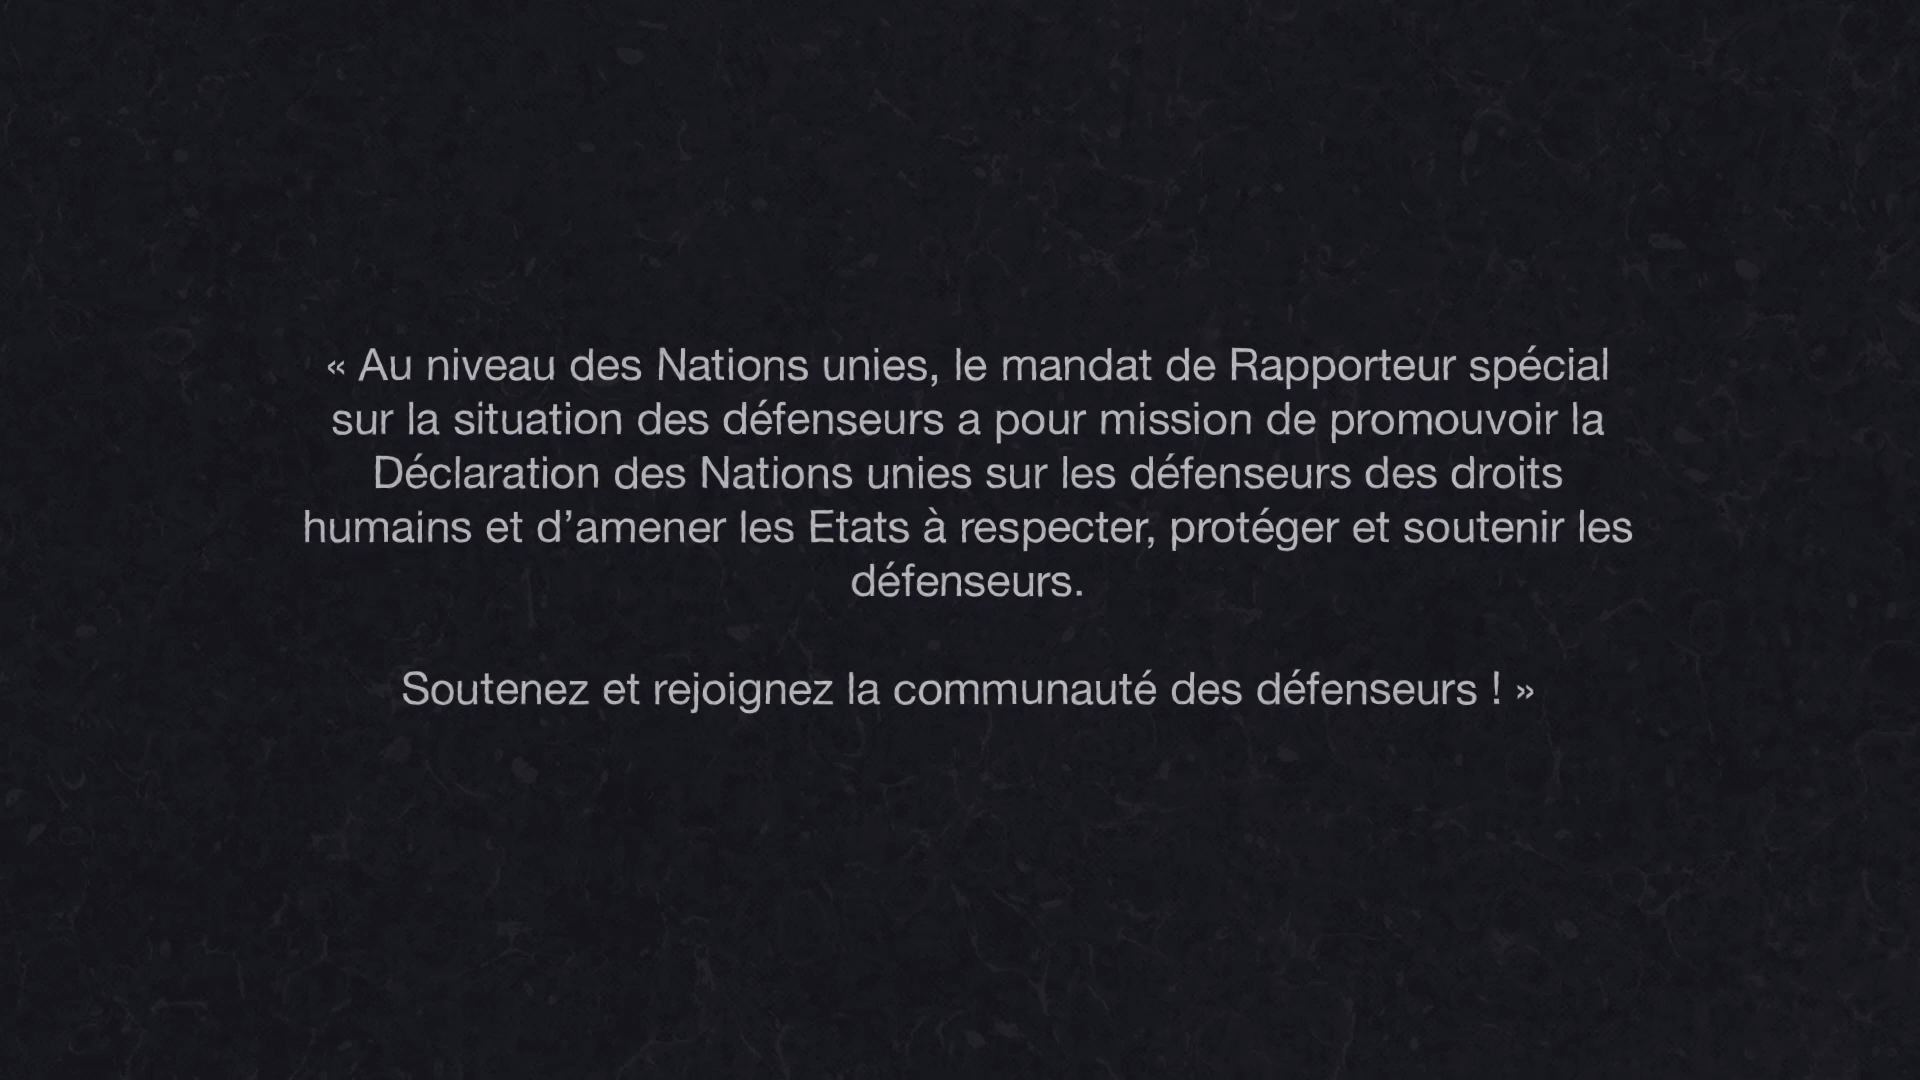 « Au niveau des Nations unies, le mandat de Rapporteur spécial
sur la situation des défenseurs a pour mission de promouvoir la
Déclaration des Nations unies sur les défenseurs des droits
humains et d’amener les Etats à respecter, protéger et soutenir les
défenseurs.
Soutenez et rejoignez la communauté des défenseurs ! »